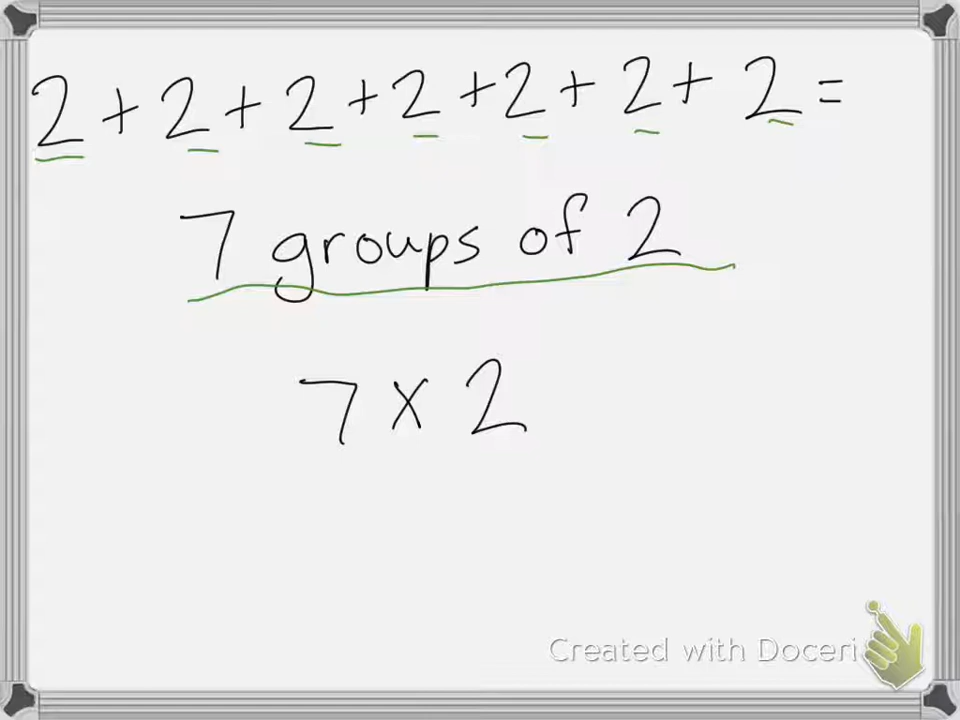 2 + 2 + 2 + 2 + 2 + 2 + 2 =
7 groups of 2
7 x 2
Created with Doceri